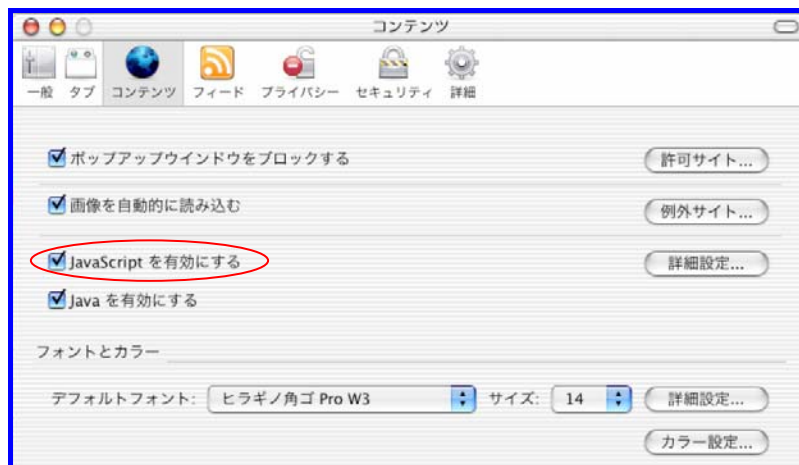 コンテンツ
一般 タブ コンテンツ フィード プライバシー セキュリティ 詳細
ポップアップウインドウをブロックする 許可サイト...
画像を自動的に読み込む 例外サイト...
JavaScript を有効にする 詳細設定...
Java を有効にする
フォントとカラー
デフォルトフォント: ヒラギノ角ゴ Pro W3 サイズ: 14 詳細設定...
カラー設定...